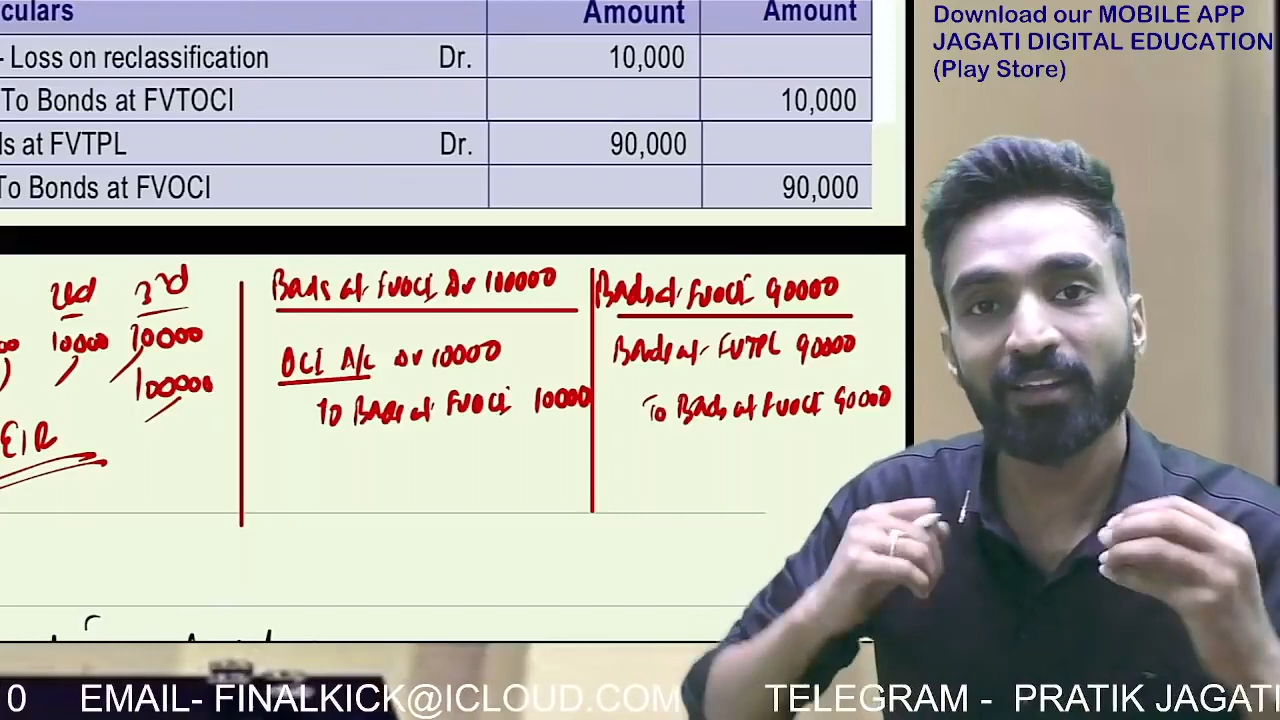 culars Amount Amount
- Loss on reclassification Dr. 10,000
To Bonds at FVTOCI 10,000
ds at FVTPL Dr. 90,000
To Bonds at FVOCI 90,000
Download our MOBILE APP
JAGATI DIGITAL EDUCATION
(Play Store)
2nd 3rd
10000 10000
100000
EIR
Bonds at FVOCI Dr 100000
OCI A/c Dr 10000
To Bonds at FVOCI 10000
Bonds at FVOCI 90000
Bonds at FVTPL 90000
To Bonds at FVOCI 90000
0 EMAIL- FINALKICK@ICLOUD.COM TELEGRAM - PRATIK JAGATI